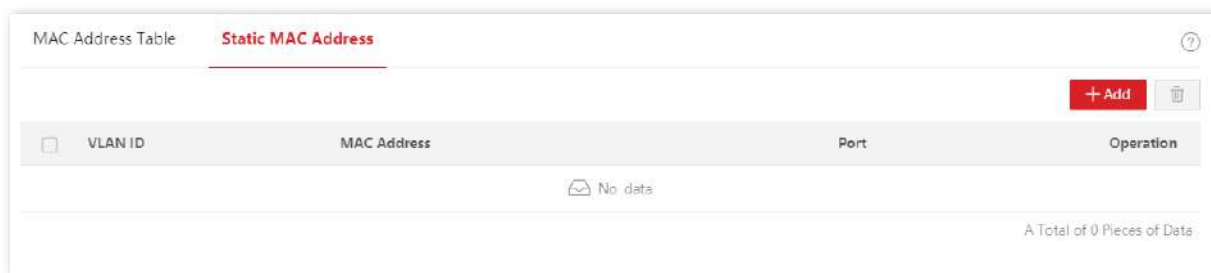 MAC Address Table Static MAC Address ?
+ Add
VLAN ID MAC Address Port Operation
No data
A Total of 0 Pieces of Data